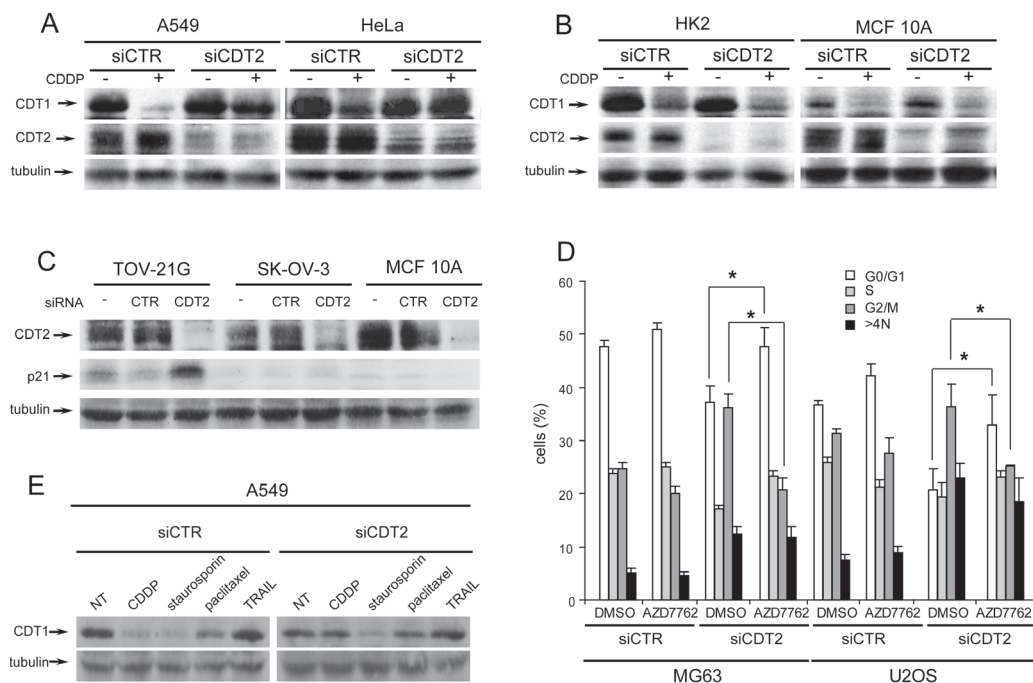 A
A549 HeLa
siCTR siCDT2 siCTR siCDT2
CDDP - + - + - + - +
CDT1
CDT2
tubulin
B
HK2 MCF 10A
siCTR siCDT2 siCTR siCDT2
CDDP - + - + - + - +
CDT1
CDT2
tubulin
C
TOV-21G SK-OV-3 MCF 10A
siRNA - CTR CDT2 - CTR CDT2 - CTR CDT2
CDT2
p21
tubulin
D
G0/G1
S
G2/M
>4N
* * * *
cells (%)
60
50
40
30
20
10
0
DMSO AZD7762 DMSO AZD7762 DMSO AZD7762 DMSO AZD7762
siCTR siCDT2 siCTR siCDT2
MG63 U2OS
E
A549
siCTR siCDT2
NT CDDP staurosporin paclitaxel TRAIL NT CDDP staurosporin paclitaxel TRAIL
CDT1
tubulin